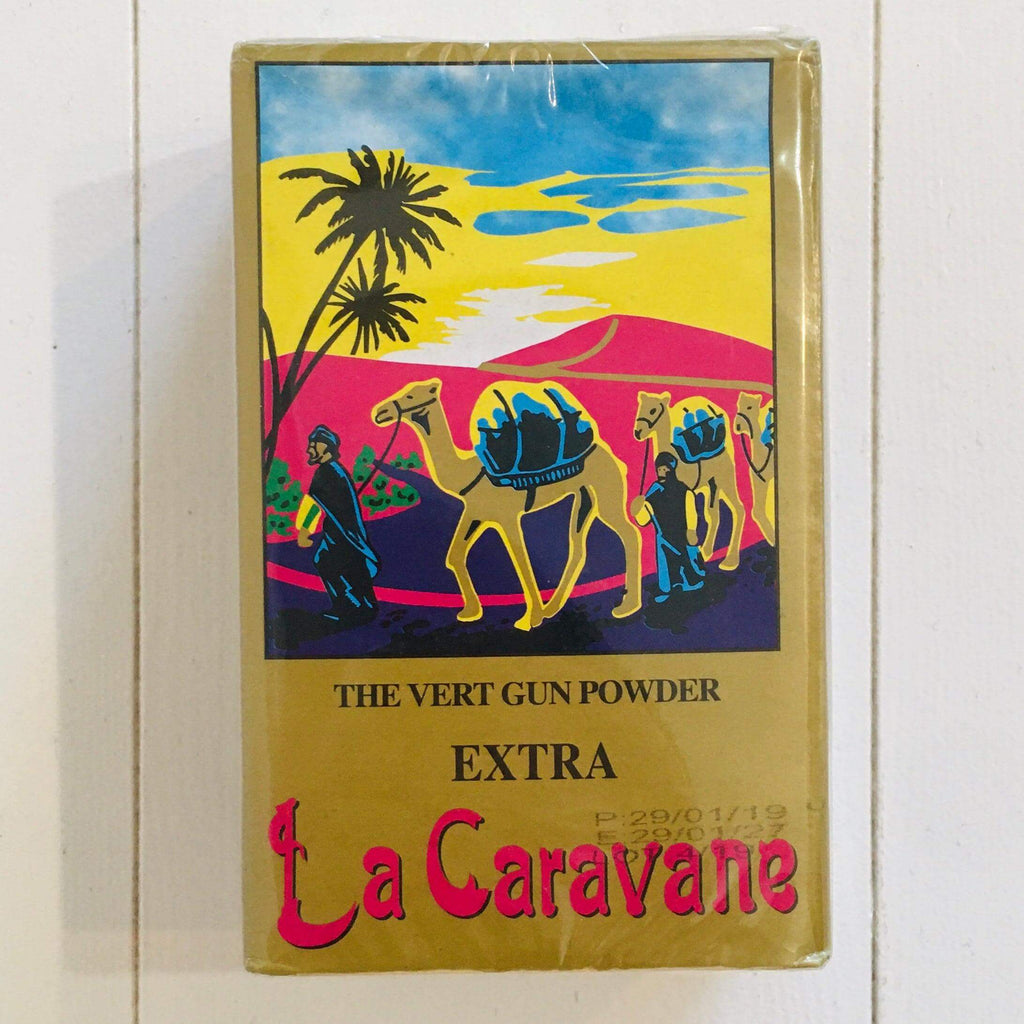 THE VERT GUN POWDER
EXTRA
P:29/01/19
E:29/01/27
La Caravane